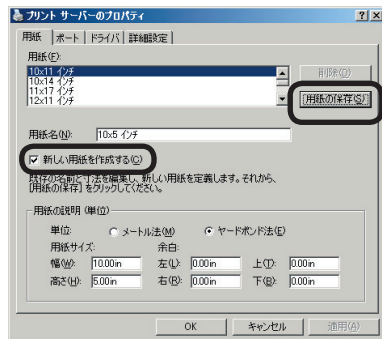 プリント サーバーのプロパティ
用紙 ポート ドライバ 詳細設定
用紙(F):
10x11 インチ
10x14 インチ
11x17 インチ
12x11 インチ
削除(D)
用紙の保存(S)
用紙名(N): 10x5 インチ
新しい用紙を作成する(C)
既存の名前と寸法を編集し、新しい用紙を定義します。それから、
[用紙の保存] をクリックしてください。
用紙の説明 (単位)
単位: メートル法(M) ヤードポンド法(E)
用紙サイズ: 余白:
幅(W): 10.00in 左(L): 0.00in 上(T): 0.00in
高さ(H): 5.00in 右(R): 0.00in 下(B): 0.00in
OK キャンセル 適用(A)